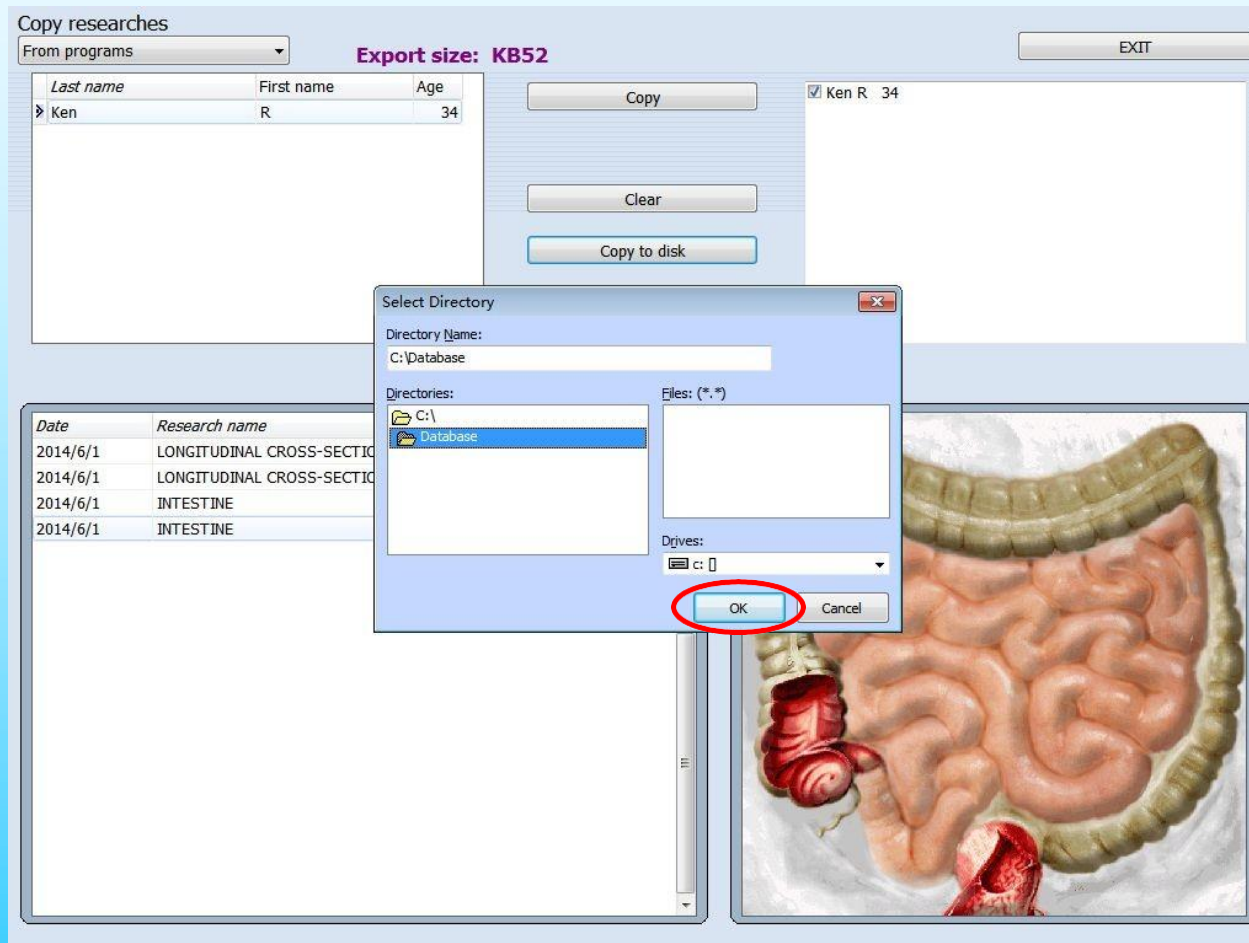 Copy researches
From programs
Export size: KB52
EXIT
Last name First name Age
Ken R 34
Copy
Clear
Copy to disk
Ken R 34
Select Directory
Directory Name:
C:\Database
Directories:
C:\
Database
Files: (*.*)
Drives:
c: []
OK
Cancel
Date Research name
2014/6/1 LONGITUDINAL CROSS-SECTIO
2014/6/1 LONGITUDINAL CROSS-SECTIO
2014/6/1 INTESTINE
2014/6/1 INTESTINE